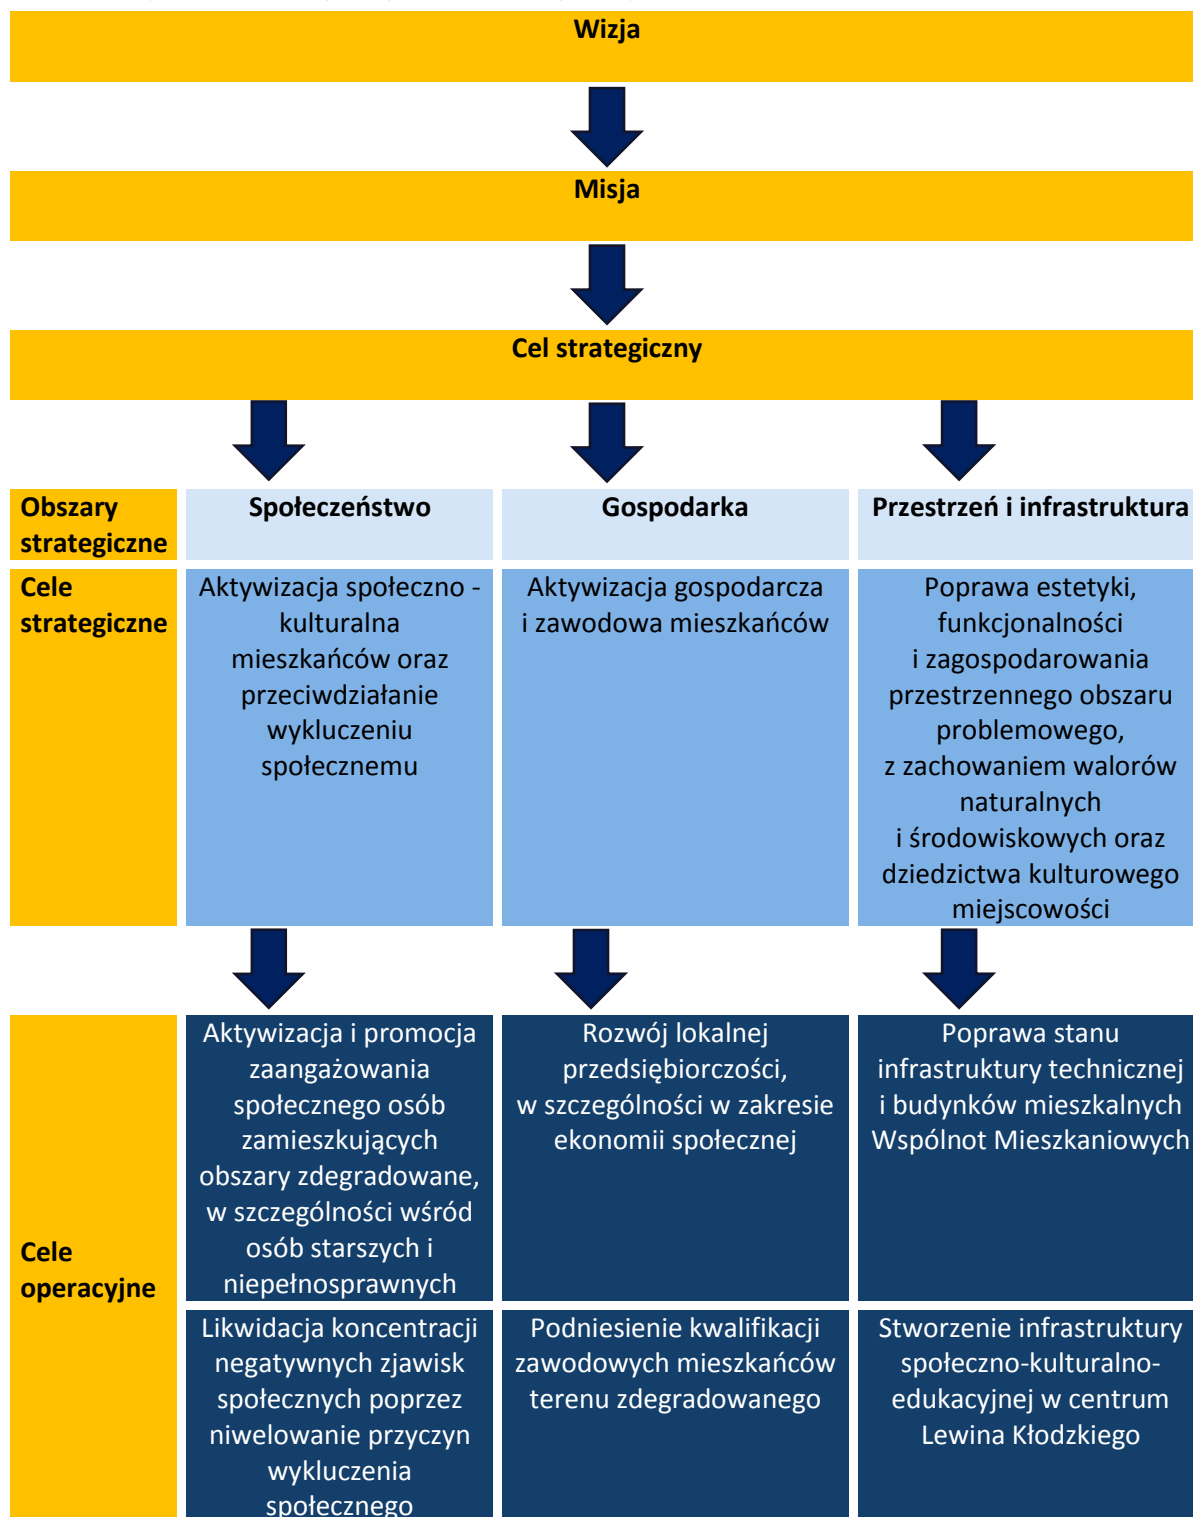 Wizja
Misja
Cel strategiczny
Obszary
strategiczne
Społeczeństwo
Gospodarka
Przestrzeń i infrastruktura
Cele
strategiczne
Aktywizacja społeczno -
kulturalna
mieszkańców oraz
przeciwdziałanie
wykluczeniu
społecznemu
Aktywizacja gospodarcza
i zawodowa mieszkańców
Poprawa estetyki,
funkcjonalności
i zagospodarowania
przestrzennego obszaru
problemowego,
z zachowaniem walorów
naturalnych
i środowiskowych oraz
dziedzictwa kulturowego
miejscowości
Cele
operacyjne
Aktywizacja i promocja
zaangażowania
społecznego osób
zamieszkujących
obszary zdegradowane,
w szczególności wśród
osób starszych i
niepełnosprawnych
Rozwój lokalnej
przedsiębiorczości,
w szczególności w zakresie
ekonomii społecznej
Poprawa stanu
infrastruktury technicznej
i budynków mieszkalnych
Wspólnot Mieszkaniowych
Likwidacja koncentracji
negatywnych zjawisk
społecznych poprzez
niwelowanie przyczyn
wykluczenia
społecznego
Podniesienie kwalifikacji
zawodowych mieszkańców
terenu zdegradowanego
Stworzenie infrastruktury
społeczno-kulturalno-
edukacyjnej w centrum
Lewina Kłodzkiego